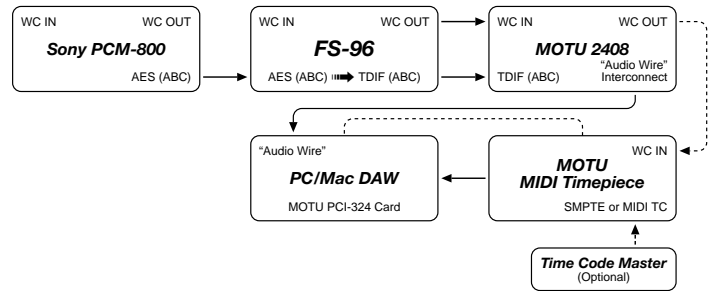 WC IN WC OUT
Sony PCM-800
AES (ABC)
WC IN WC OUT
FS-96
AES (ABC) TDIF (ABC)
WC IN WC OUT
MOTU 2408
“Audio Wire”
TDIF (ABC) Interconnect
“Audio Wire”
PC/Mac DAW
MOTU PCI-324 Card
WC IN
MOTU
MIDI Timepiece
SMPTE or MIDI TC
Time Code Master
(Optional)